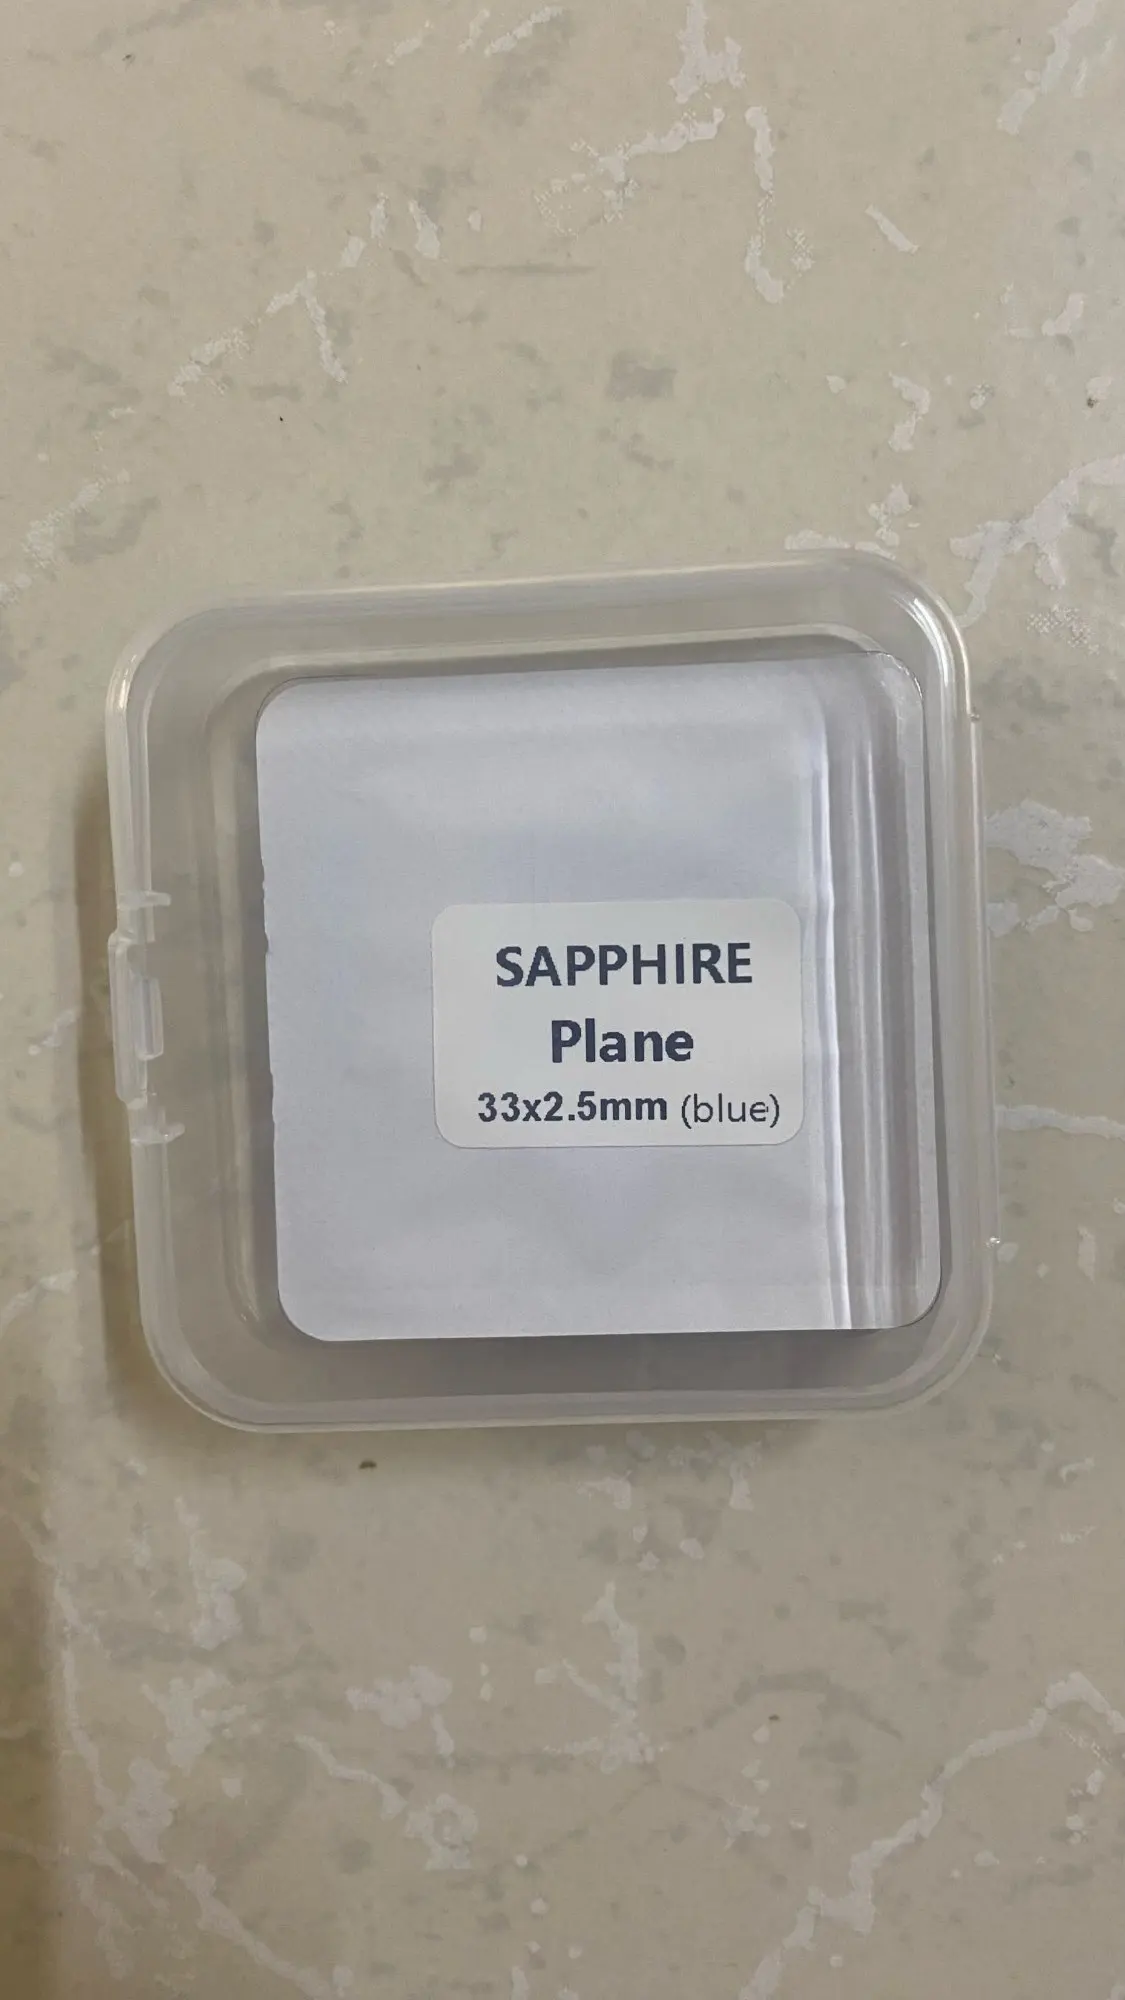 SAPPHIRE
Plane
33x2.5mm (blue)